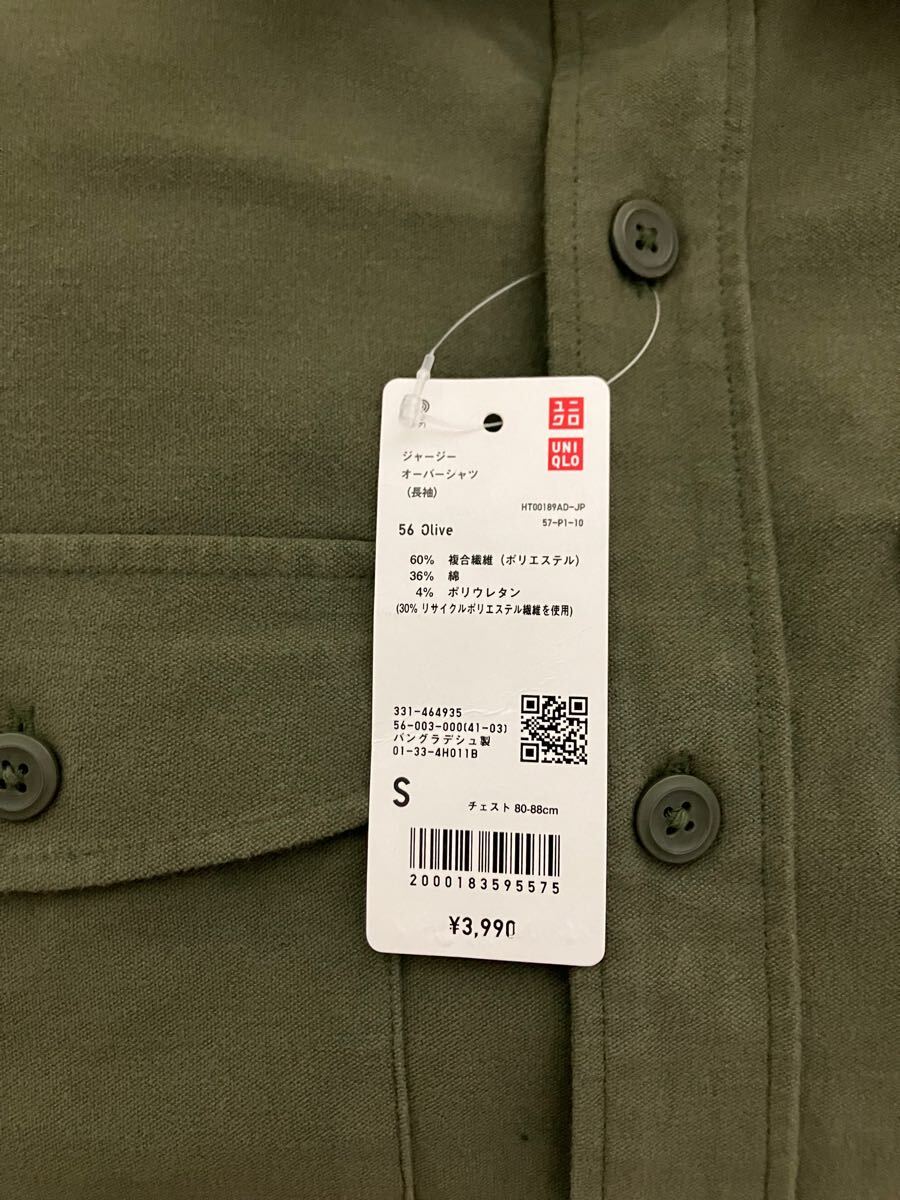 ユニ
クロ
UNI
QLO
ジャージー
オーバーシャツ
(長袖)
HT00189AD-JP
57-P1-10
56 Olive
60% 複合繊維 (ポリエステル)
36% 綿
4% ポリウレタン
(30% リサイクルポリエステル繊維を使用)
331-464935
56-003-000(41-03)
バングラデシュ製
01-33-4H011B
S
チェスト 80-88cm
2000183595575
¥3,990